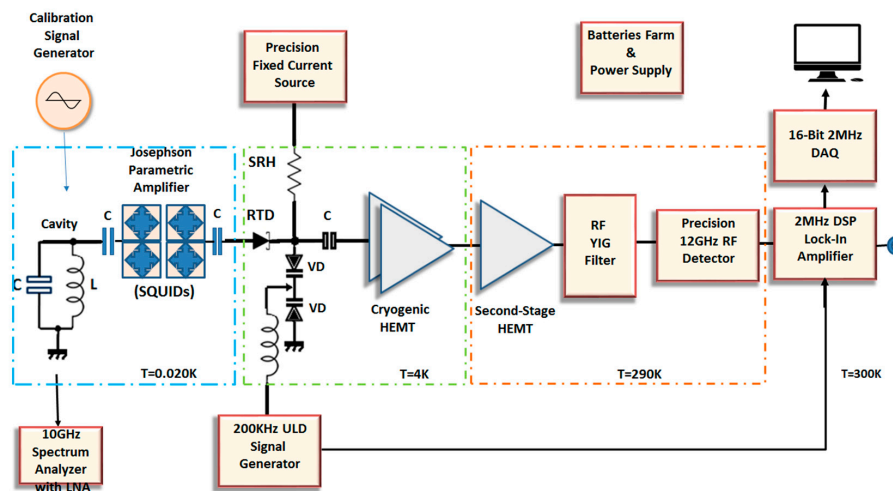 Calibration
Signal
Generator
Precision
Fixed Current
Source
Batteries Farm
&
Power Supply
16-Bit 2MHz
DAQ
Josephson
Parametric
Amplifier
SRH
Cavity
C
C
RTD
C
C
L
(SQUIDs)
VD
VD
Cryogenic
HEMT
Second-Stage
HEMT
RF
YIG
Filter
Precision
12GHz RF
Detector
2MHz DSP
Lock-In
Amplifier
T=0.020K
T=4K
T=290K
T=300K
10GHz
Spectrum
Analyzer
with LNA
200KHz ULD
Signal
Generator